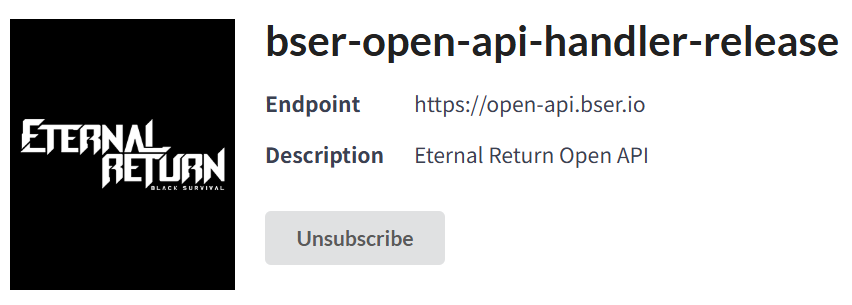 ETERNAL
RETURN
BLACK SURVIVAL
bser-open-api-handler-release
Endpoint https://open-api.bser.io
Description Eternal Return Open API
Unsubscribe